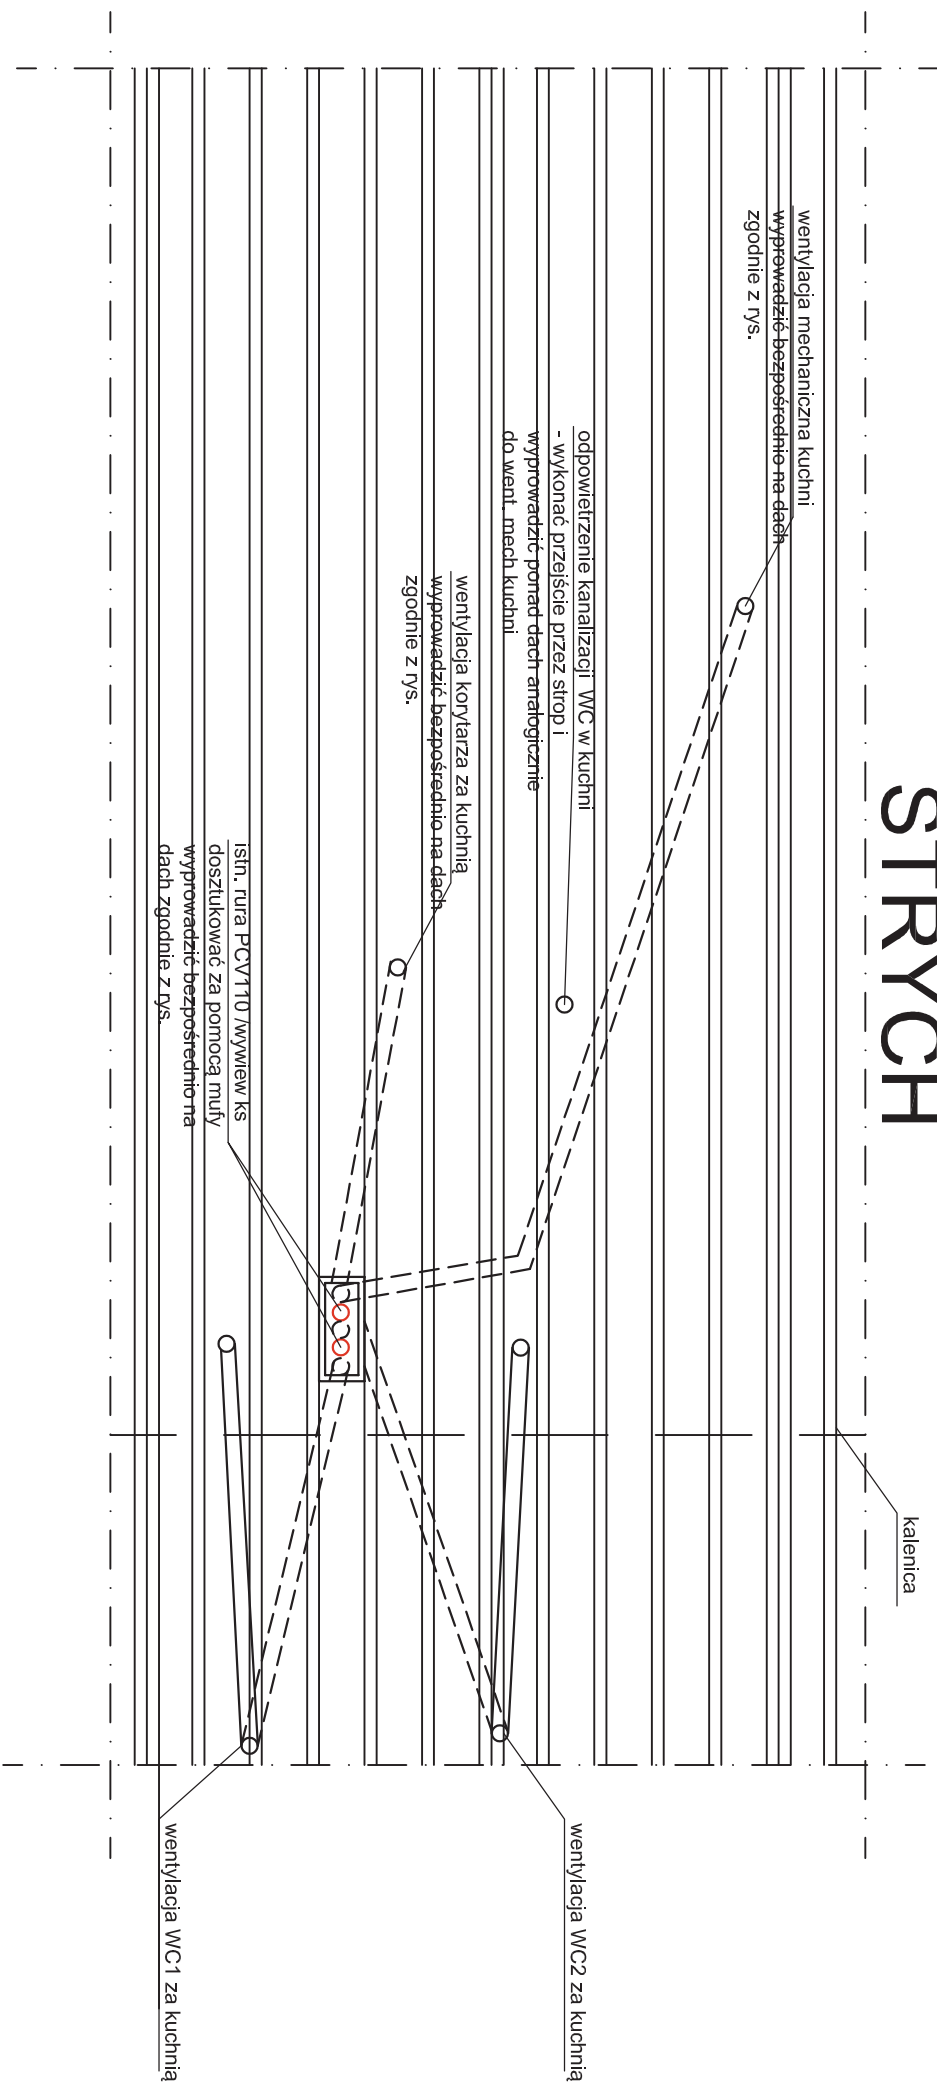 STRYCH
wentylacja mechaniczna kuchni
wyprowadzić bezpośrednio na dach
zgodnie z rys.
odpowietrzenie kanalizacji WC w kuchni
- wykonać przejście przez strop i
wyprowadzić ponad dach analogicznie
do went. mech kuchni
wentylacja korytarza za kuchnią
wyprowadzić bezpośrednio na dach
zgodnie z rys.
istn. rura PCV110 /wywiew ks
dosztukować za pomocą mufy
wyprowadzić bezpośrednio na
dach zgodnie z rys.
kalenica
wentylacja WC2 za kuchnią
wentylacja WC1 za kuchnią